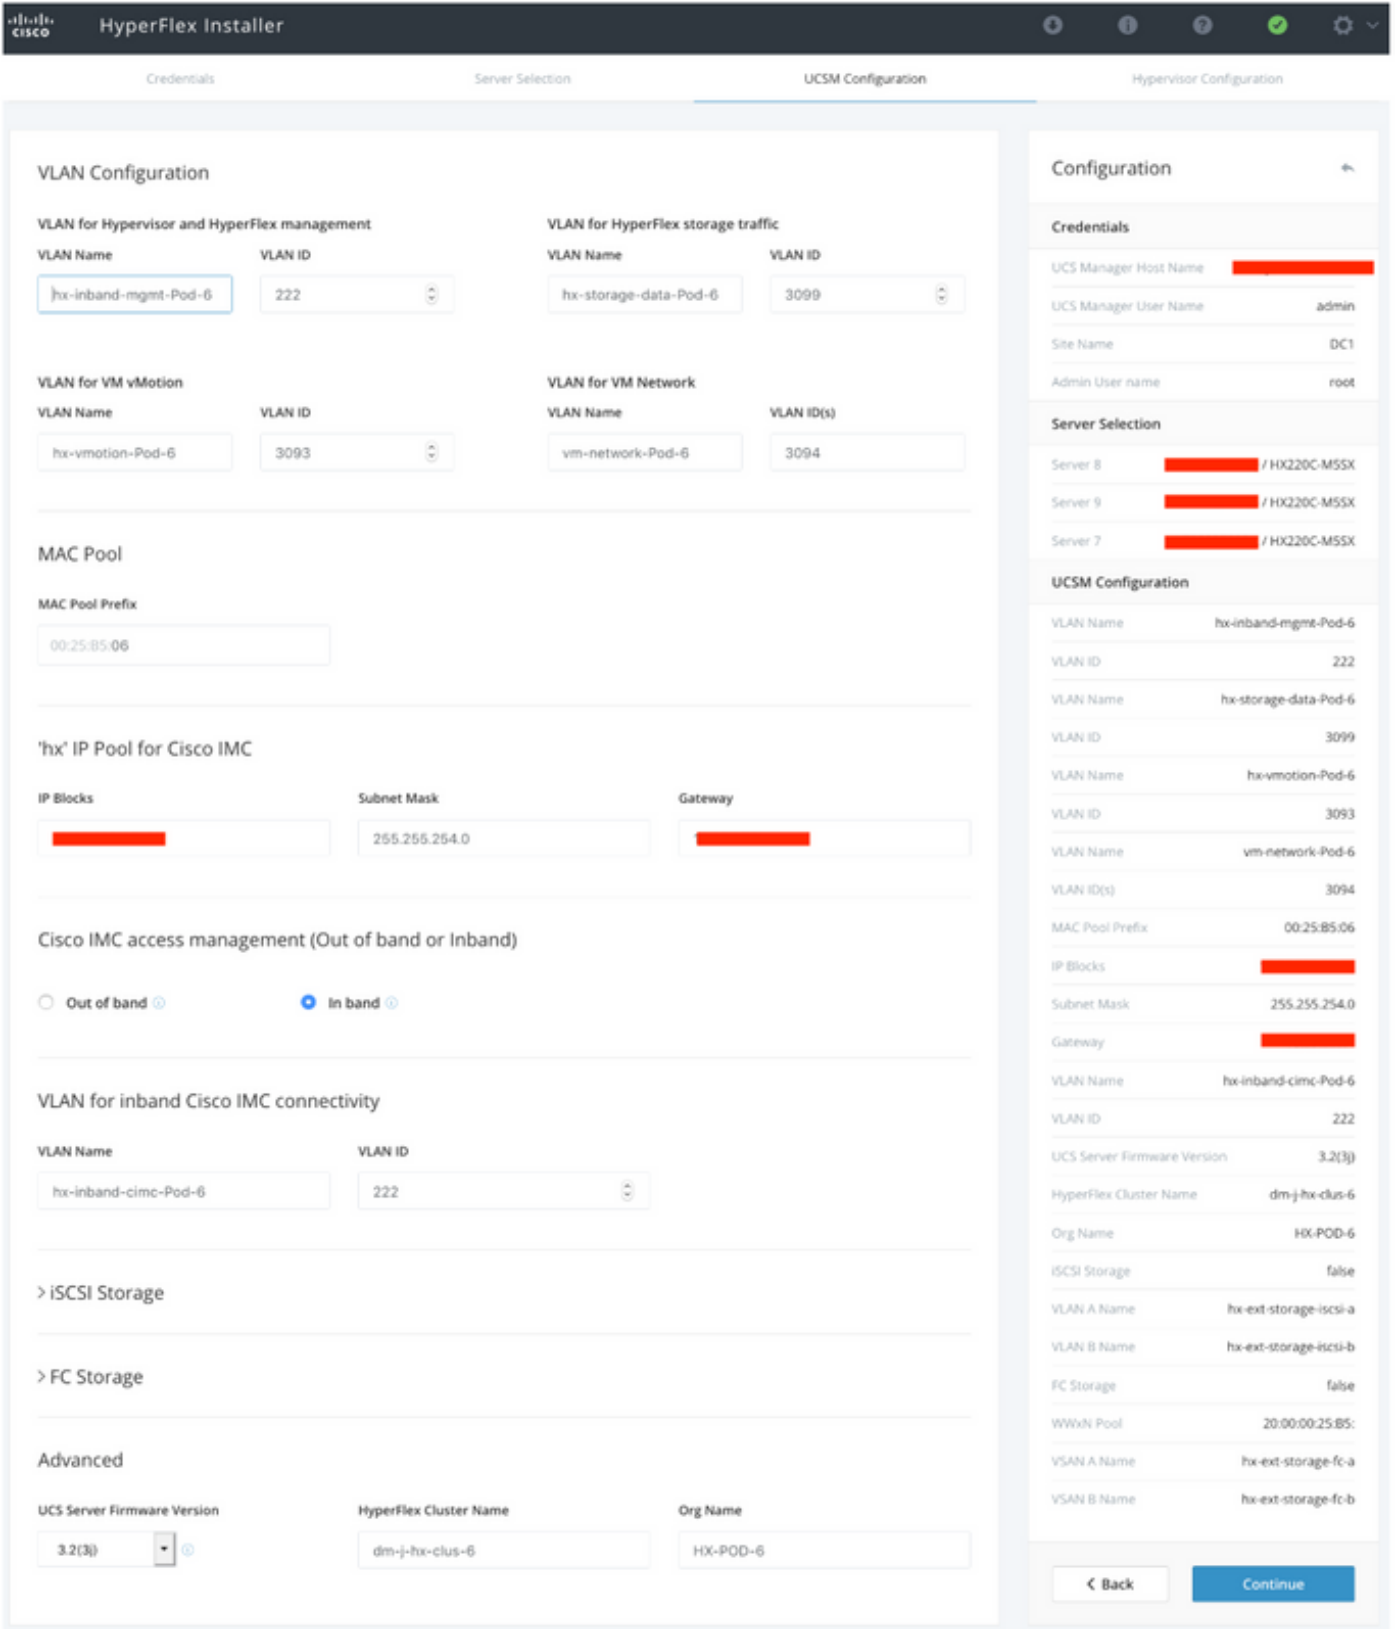 CISCO HyperFlex Installer
Credentials Server Selection UCSM Configuration Hypervisor Configuration
VLAN Configuration
VLAN for Hypervisor and HyperFlex management VLAN for HyperFlex storage traffic
VLAN Name VLAN ID VLAN Name VLAN ID
hx-inband-mgmt-Pod-6 222 hx-storage-data-Pod-6 3099
VLAN for VM vMotion VLAN for VM Network
VLAN Name VLAN ID VLAN Name VLAN ID(s)
hx-vmotion-Pod-6 3093 vm-network-Pod-6 3094
MAC Pool
MAC Pool Prefix
00:25:B5:06
'hx' IP Pool for Cisco IMC
IP Blocks Subnet Mask Gateway
255.255.254.0
Cisco IMC access management (Out of band or Inband)
Out of band In band
VLAN for inband Cisco IMC connectivity
VLAN Name VLAN ID
hx-inband-cimc-Pod-6 222
> iSCSI Storage
> FC Storage
Advanced
UCS Server Firmware Version HyperFlex Cluster Name Org Name
3.2(3j) dm-j-hx-clus-6 HX-POD-6
Configuration
Credentials
UCS Manager Host Name
UCS Manager User Name admin
Site Name DC1
Admin User name root
Server Selection
Server 8 / HX220C-M5SX
Server 9 / HX220C-M5SX
Server 7 / HX220C-M5SX
UCSM Configuration
VLAN Name hx-inband-mgmt-Pod-6
VLAN ID 222
VLAN Name hx-storage-data-Pod-6
VLAN ID 3099
VLAN Name hx-vmotion-Pod-6
VLAN ID 3093
VLAN Name vm-network-Pod-6
VLAN ID(s) 3094
MAC Pool Prefix 00:25:B5:06
IP Blocks
Subnet Mask 255.255.254.0
Gateway
VLAN Name hx-inband-cimc-Pod-6
VLAN ID 222
UCS Server Firmware Version 3.2(3j)
HyperFlex Cluster Name dm-j-hx-clus-6
Org Name HX-POD-6
iSCSI Storage false
VLAN A Name hx-ext-storage-iscsi-a
VLAN B Name hx-ext-storage-iscsi-b
FC Storage false
WWxN Pool 20:00:00:25:B5:
VSAN A Name hx-ext-storage-fc-a
VSAN B Name hx-ext-storage-fc-b
< Back Continue